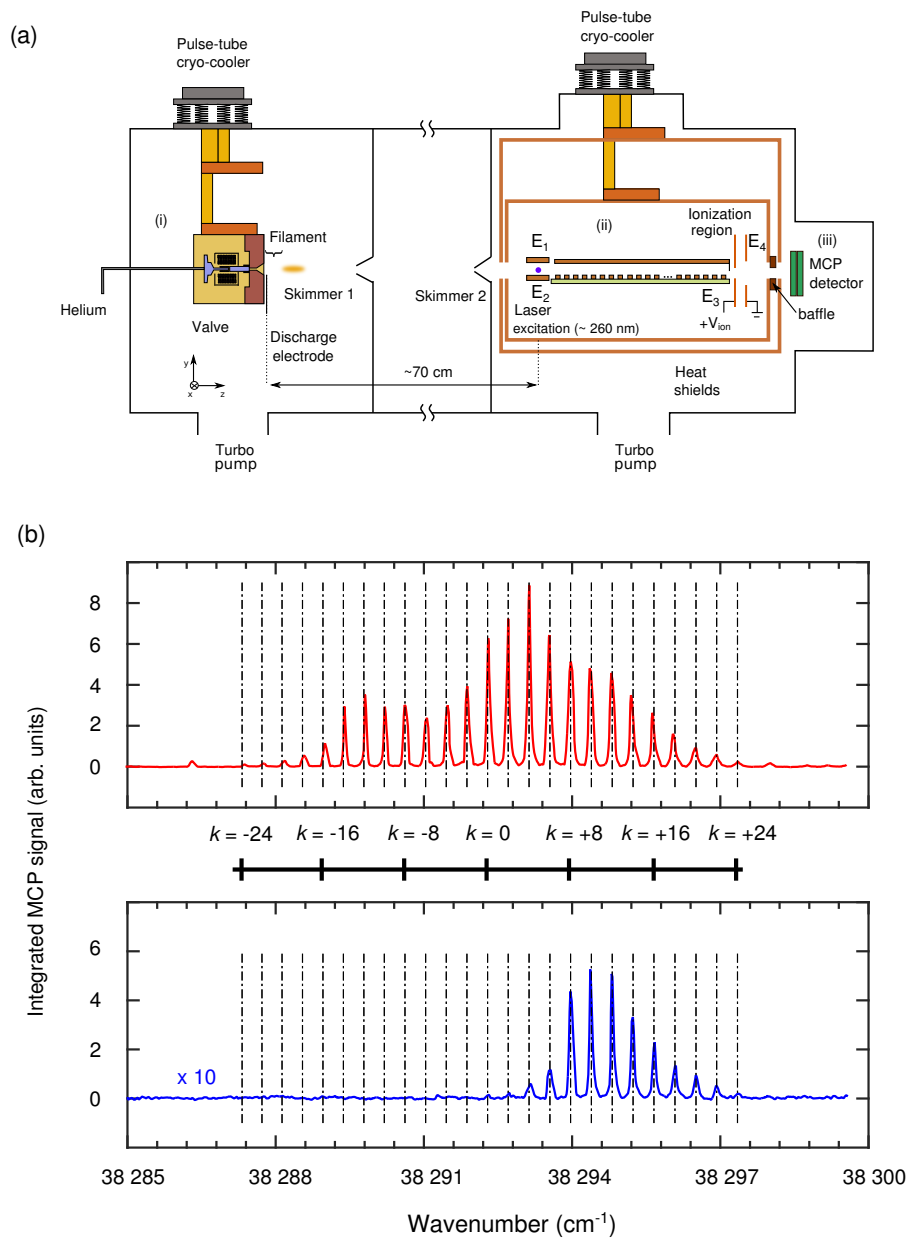 (a)
Pulse-tube
cryo-cooler
Pulse-tube
cryo-cooler
(i)
(ii)
(iii)
Filament
Ionization
region
E1
E4
MCP
detector
Helium
Skimmer 1
Skimmer 2
E2
Laser
excitation (~ 260 nm)
E3
+Vion
baffle
Valve
Discharge
electrode
y
x
z
~70 cm
Heat
shields
Turbo
pump
Turbo
pump
(b)
8
6
4
2
0
k = -24
k = -16
k = -8
k = 0
k = +8
k = +16
k = +24
6
4
2
0
x 10
Integrated MCP signal (arb. units)
38 285
38 288
38 291
38 294
38 297
38 300
Wavenumber (cm-1)